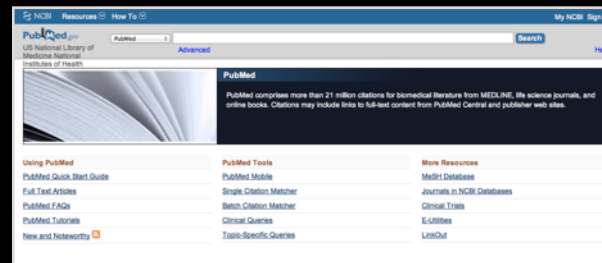 NCBI Resources How To My NCBI Sign
PubMed.gov PubMed Search
US National Library of
Medicine National
Institutes of Health
Advanced He
PubMed
PubMed comprises more than 21 million citations for biomedical literature from MEDLINE, life science journals, and
online books. Citations may include links to full-text content from PubMed Central and publisher web sites.
Using PubMed
PubMed Quick Start Guide
Full Text Articles
PubMed FAQs
PubMed Tutorials
New and Noteworthy
PubMed Tools
PubMed Mobile
Single Citation Matcher
Batch Citation Matcher
Clinical Queries
Topic-Specific Queries
More Resources
MeSH Database
Journals in NCBI Databases
Clinical Trials
E-Utilities
LinkOut